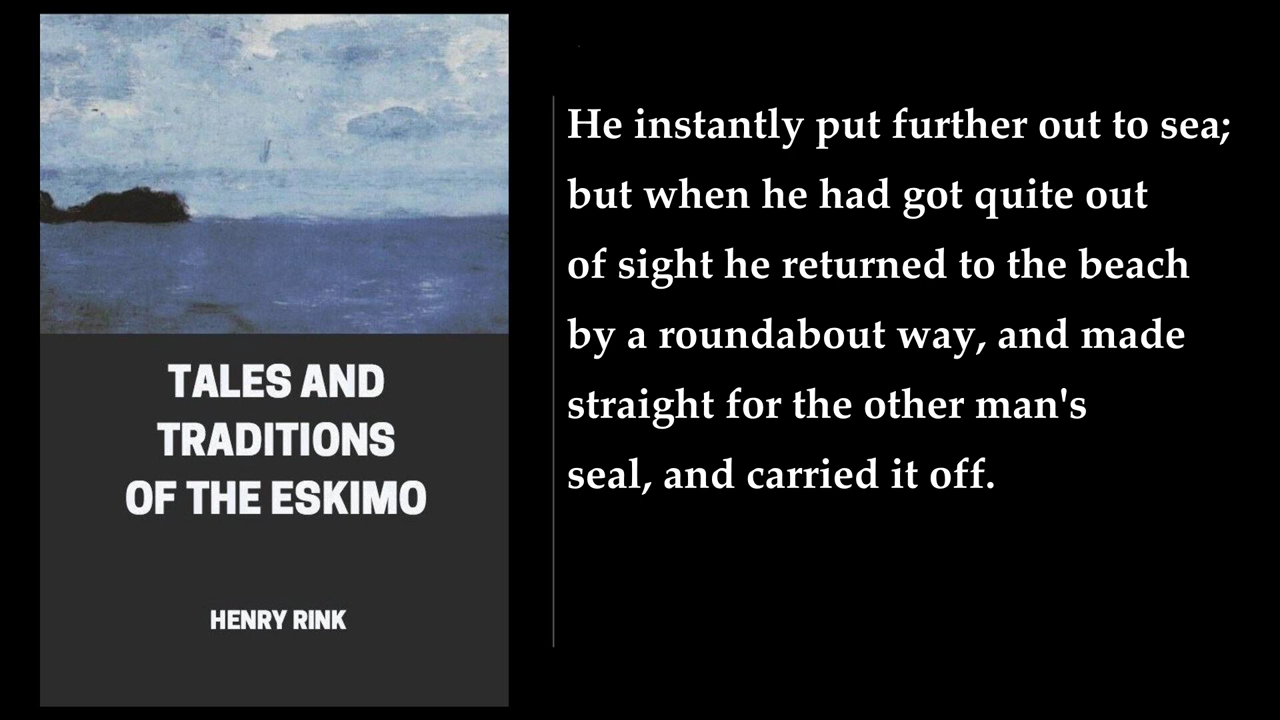 TALES AND
TRADITIONS
OF THE ESKIMO
HENRY RINK
He instantly put further out to sea;
but when he had got quite out
of sight he returned to the beach
by a roundabout way, and made
straight for the other man's
seal, and carried it off.